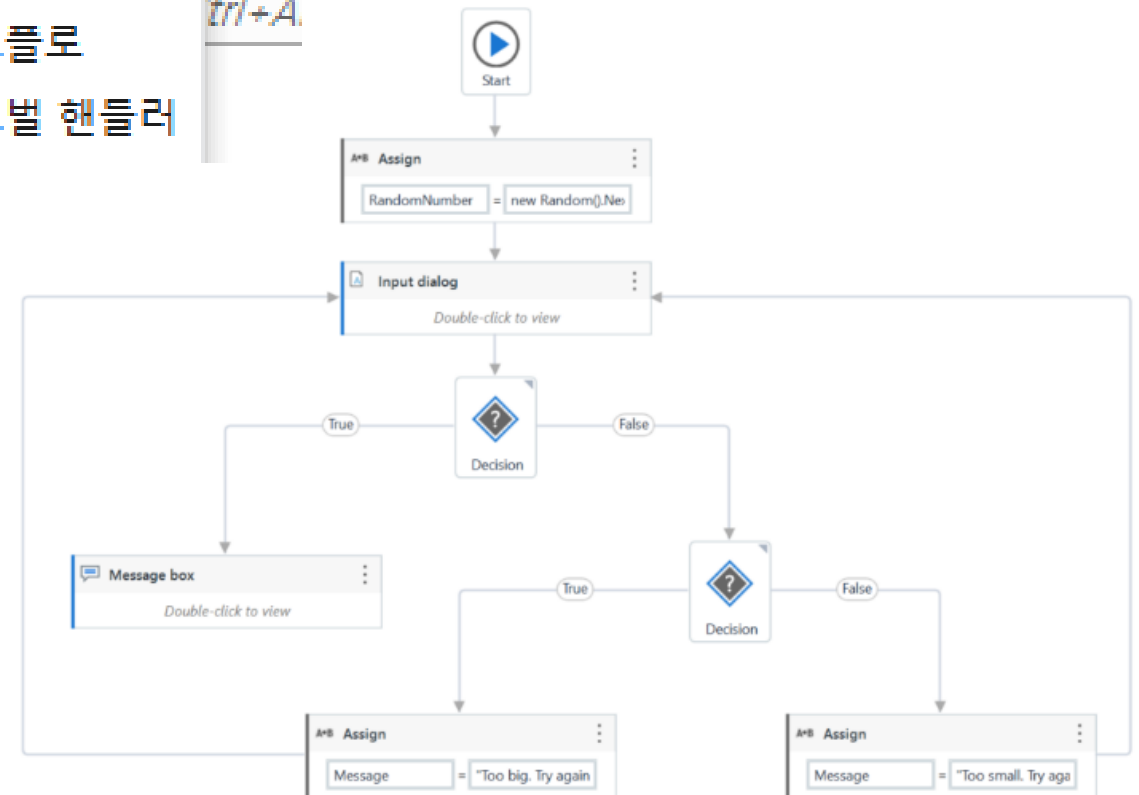 플로
벌 핸들러
trl+A
Start
A*B Assign
RandomNumber = new Random().Ne
Input dialog
Double-click to view
Decision
True
False
Message box
Double-click to view
Decision
True
False
A*B Assign
Message = "Too big. Try again
A*B Assign
Message = "Too small. Try aga